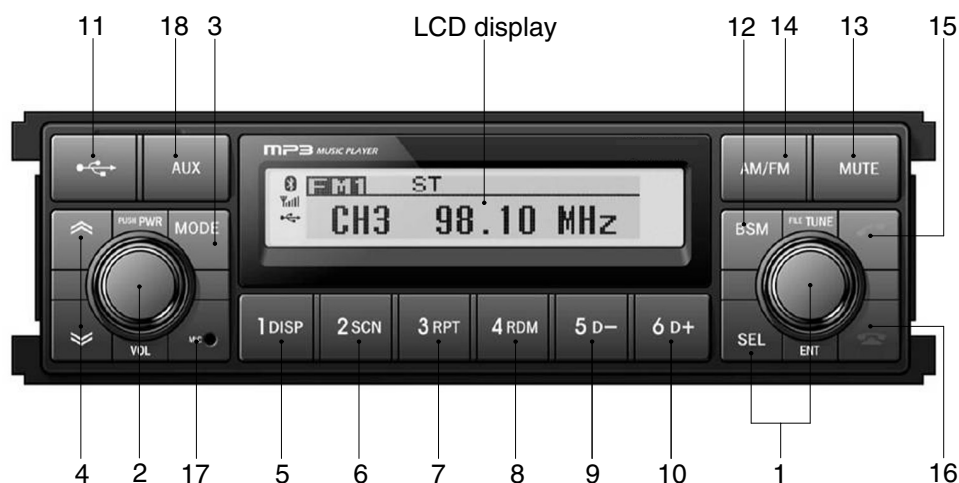 11 18 3 LCD display 12 14 13 15
MP3 MUSIC PLAYER
AUX
AM/FM MUTE
FM1 ST
CH3 98.10 MHz
PUSH PWR MODE
VOL MIC
1 DISP 2 SCN 3 RPT 4 RDM 5 D− 6 D+
BSM FILE TUNE
SEL ENT
4 2 17 5 6 7 8 9 10 1 16